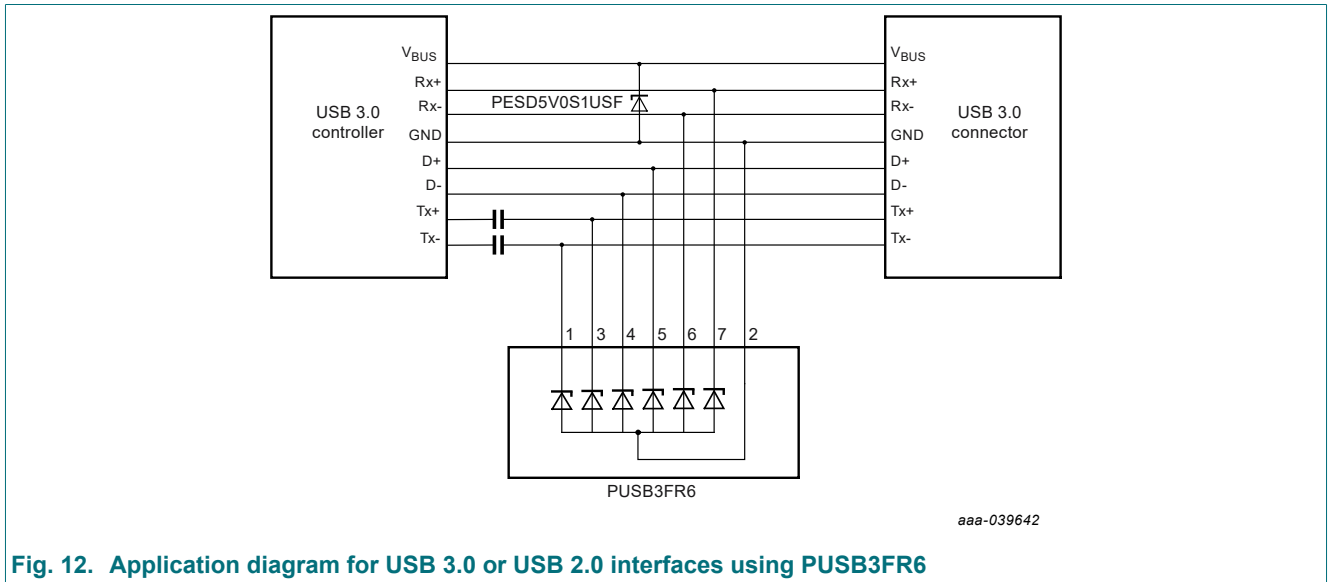 VBUS
Rx+
Rx-
GND
D+
D-
Tx+
Tx-
USB 3.0
controller
PESD5V0S1USF
VBUS
Rx+
Rx-
GND
D+
D-
Tx+
Tx-
USB 3.0
connector
1 3 4 5 6 7 2
PUSB3FR6
aaa-039642
Fig. 12. Application diagram for USB 3.0 or USB 2.0 interfaces using PUSB3FR6